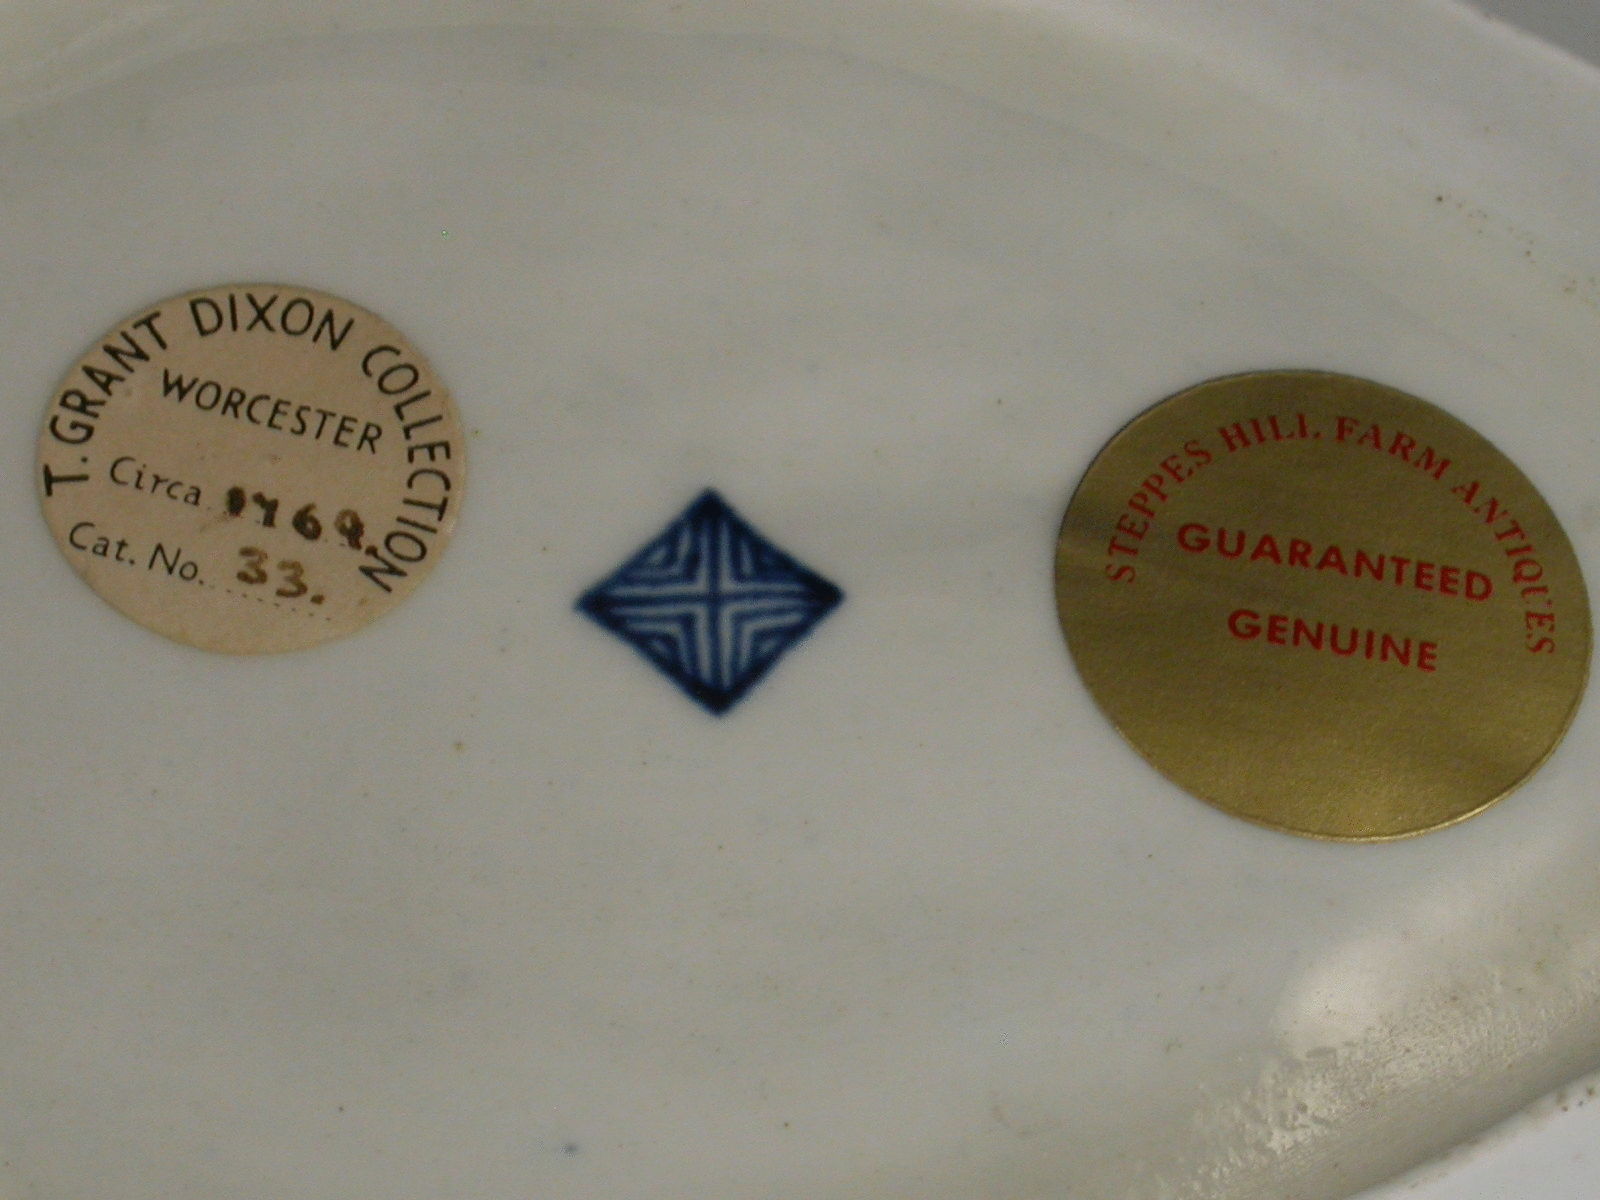 T. GRANT DIXON COLLECTION
WORCESTER
Circa 1769.
Cat. No. 33.
STEPPES HILL FARM ANTIQUES
GUARANTEED
GENUINE